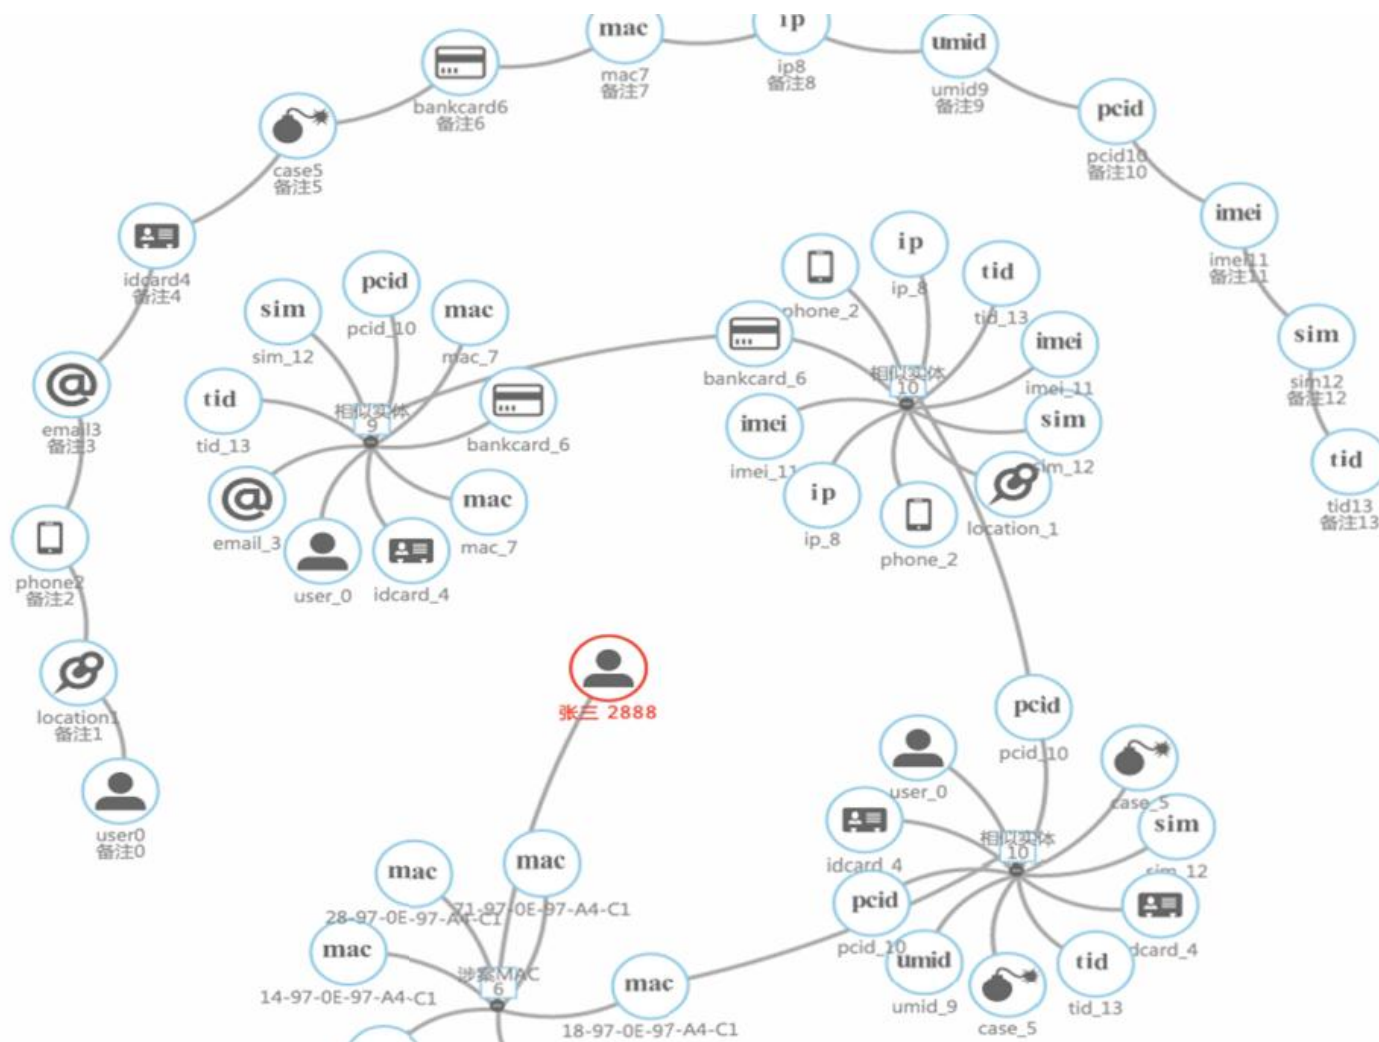 mac
mac7
备注7
ip
ip8
备注8
umid
umid9
备注9
bankcard6
备注6
pcid
pcid10
备注10
case5
备注5
imei
imei11
备注11
idcard4
备注4
sim
sim12
备注12
@
email3
备注3
tid
tid13
备注13
phone2
备注2
location1
备注1
user0
备注0
sim
sim_12
pcid
pcid_10
mac
mac_7
tid
tid_13
相似实体
9
bankcard_6
@
email_3
user_0
idcard_4
mac
mac_7
phone_2
ip
ip_8
tid
tid_13
bankcard_6
相似实体
10
imei
imei_11
imei
imei_11
sim
sim_12
ip
ip_8
phone_2
location_1
张三 2888
pcid
pcid_10
user_0
case_5
idcard_4
相似实体
10
sim
sim_12
pcid
pcid_10
umid
umid_9
case_5
tid
tid_13
dcard_4
mac
28-97-0E-97-A4-C1
mac
71-97-0E-97-A4-C1
mac
14-97-0E-97-A4-C1
涉案MAC
6
mac
18-97-0E-97-A4-C1